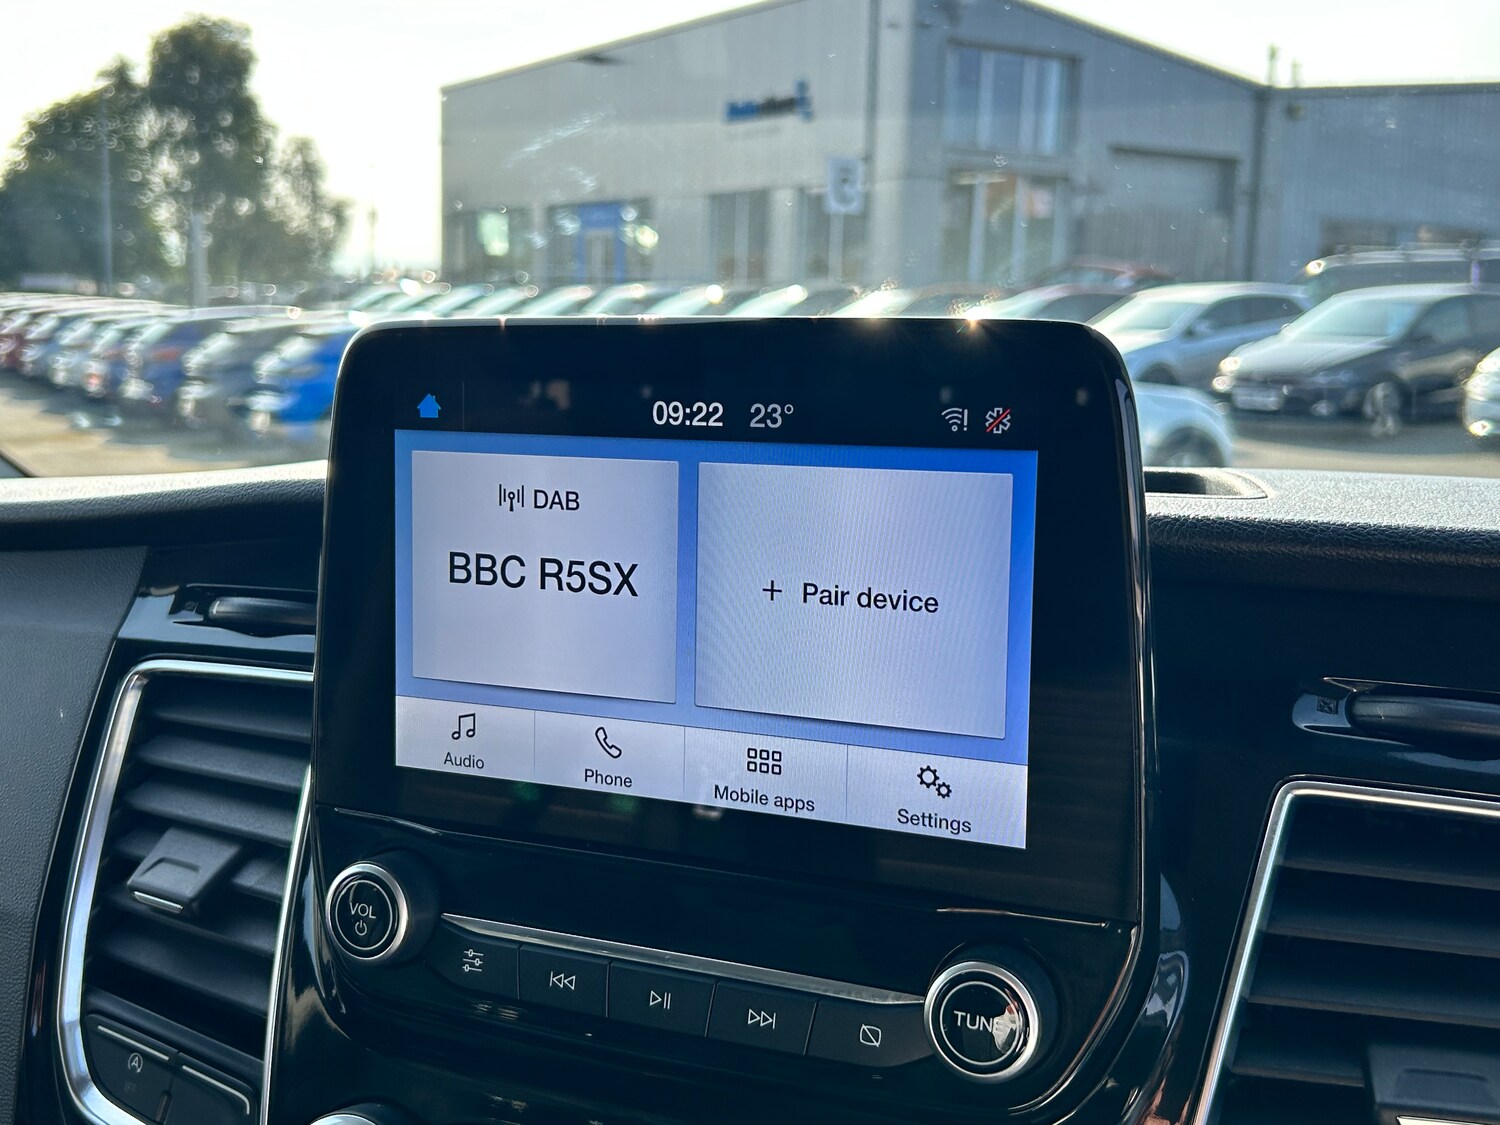 09:22 23°
DAB
BBC R5SX
+ Pair device
Audio
Phone
Mobile apps
Settings
VOL
TUNE